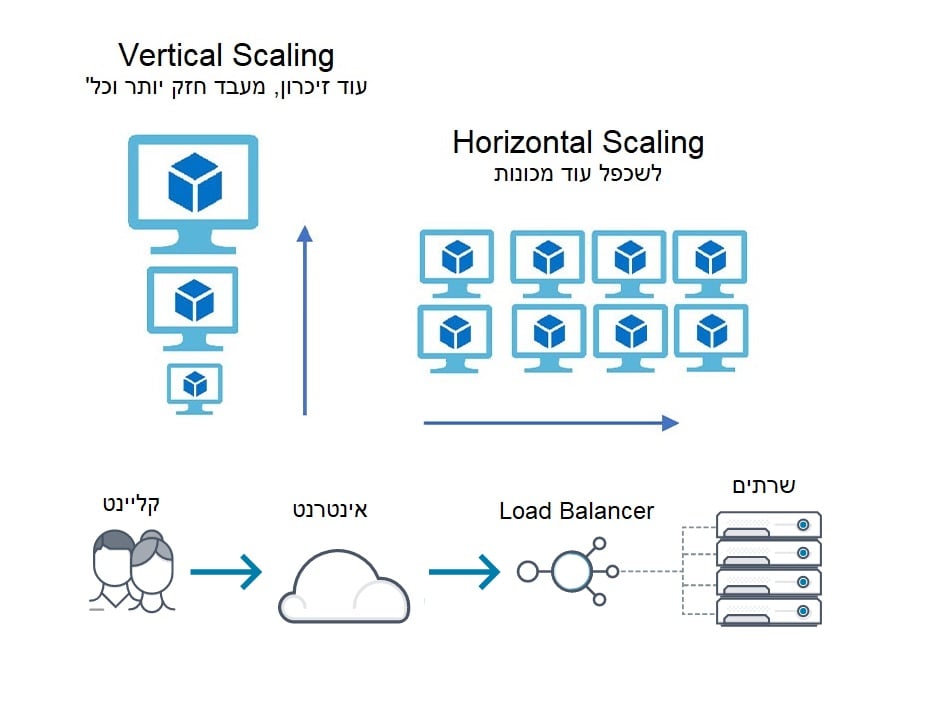 Vertical Scaling
עוד זיכרון, מעבד חזק יותר וכל'
Horizontal Scaling
לשכפל עוד מכונות
קליינט
אינטרנט
Load Balancer
שרתים